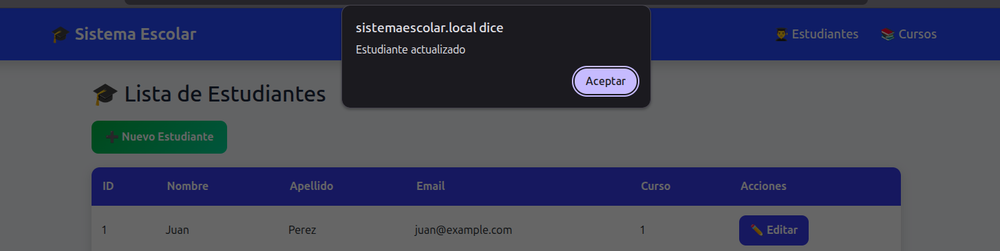 🎓 Sistema Escolar
sistemaescolar.local dice
Estudiante actualizado
Aceptar
👨‍🎓 Estudiantes 📚 Cursos
🎓 Lista de Estudiantes
➕ Nuevo Estudiante
ID Nombre Apellido Email Curso Acciones
1 Juan Perez juan@example.com 1 ✏️ Editar